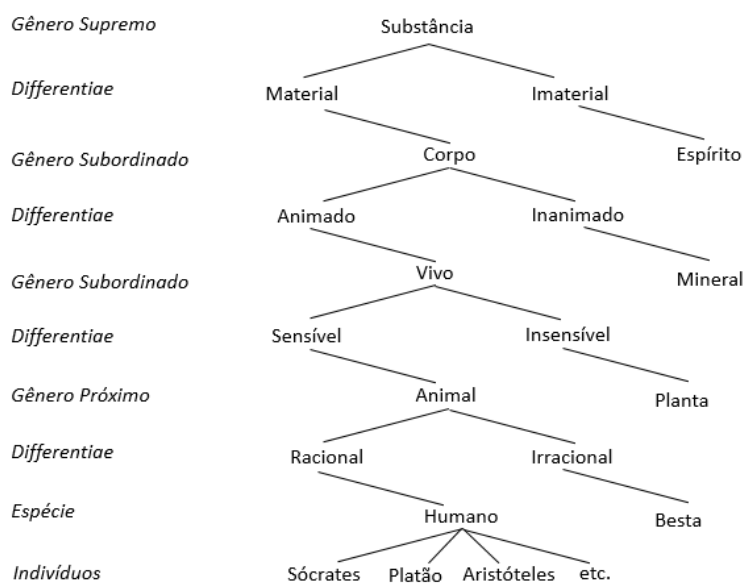 Gênero Supremo Substância
Differentiae Material Imaterial
Gênero Subordinado Corpo Espírito
Differentiae Animado Inanimado
Gênero Subordinado Vivo Mineral
Differentiae Sensível Insensível
Gênero Próximo Animal Planta
Differentiae Racional Irracional
Espécie Humano Besta
Indivíduos Sócrates Platão Aristóteles etc.